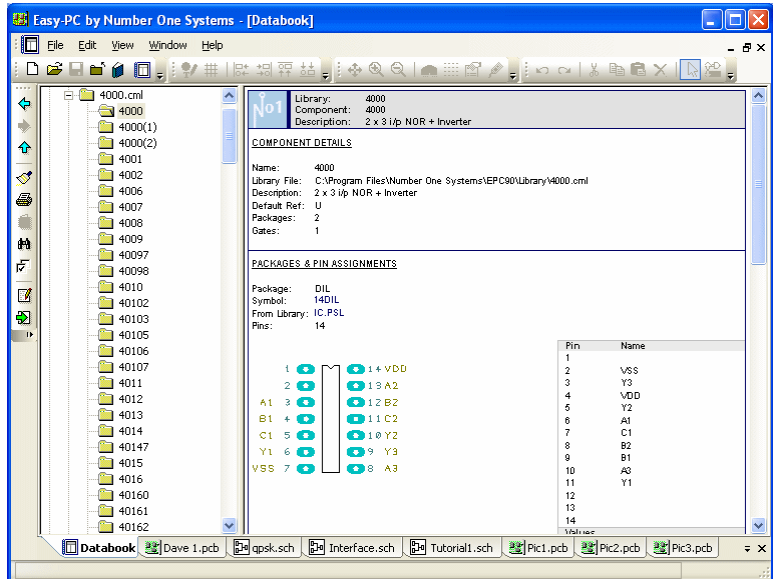 Easy-PC by Number One Systems - [Databook]
File Edit View Window Help
4000.cml
4000
4000(1)
4000(2)
4001
4002
4006
4007
4008
4009
40097
40098
4010
40102
40103
40105
40106
40107
4011
4012
4013
4014
40147
4015
4016
40160
40161
40162
No1
Library: 4000
Component: 4000
Description: 2 x 3 i/p NOR + Inverter
COMPONENT DETAILS
Name: 4000
Library File: C:\Program Files\Number One Systems\EPC90\Library\4000.cml
Description: 2 x 3 i/p NOR + Inverter
Default Ref: U
Packages: 2
Gates: 1
PACKAGES & PIN ASSIGNMENTS
Package: DIL
Symbol: 14DIL
From Library: IC.PSL
Pins: 14
1 14 VDD
2 13 A2
A1 3 12 B2
B1 4 11 C2
C1 5 10 Y2
Y1 6 9 Y3
VSS 7 8 A3
Pin Name
1
2 VSS
3 Y3
4 VDD
5 Y2
6 A1
7 C1
8 B2
9 B1
10 A3
11 Y1
12
13
14
Values
Databook Dave 1.pcb qpsk.sch Interface.sch Tutorial1.sch Pic1.pcb Pic2.pcb Pic3.pcb